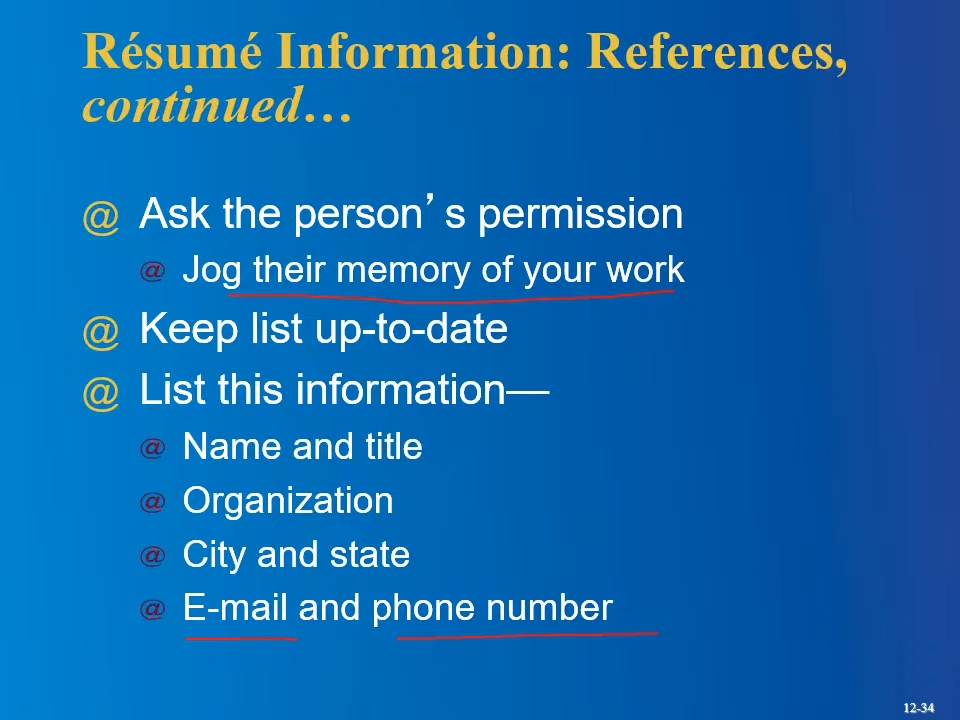 Résumé Information: References,
continued…
@ Ask the person’s permission
@ Jog their memory of your work
@ Keep list up-to-date
@ List this information—
@ Name and title
@ Organization
@ City and state
@ E-mail and phone number
12-34